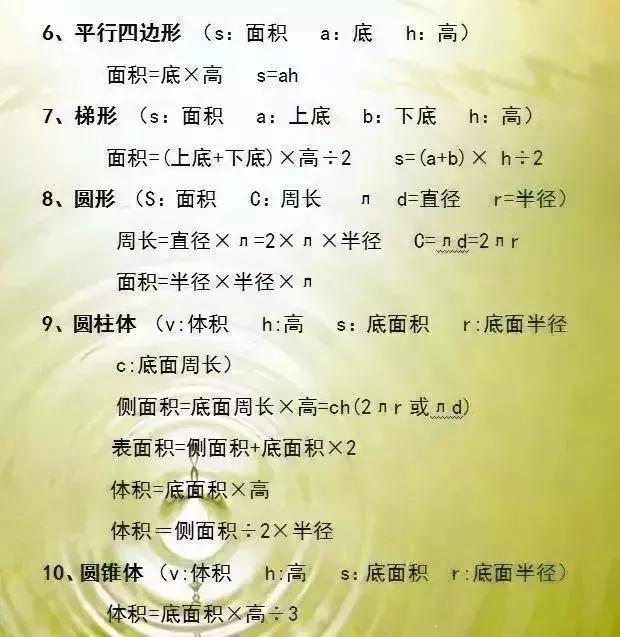 6、平行四边形 （s：面积 a：底 h：高）
面积=底×高 s=ah
7、梯形 （s：面积 a：上底 b：下底 h：高）
面积=(上底+下底)×高÷2 s=(a+b)× h÷2
8、圆形 （S：面积 C：周长 л d=直径 r=半径）
周长=直径×л=2×л×半径 C=лd=2лr
面积=半径×半径×л
9、圆柱体 （v:体积 h:高 s：底面积 r:底面半径
c:底面周长）
侧面积=底面周长×高=ch(2лr或лd)
表面积=侧面积+底面积×2
体积=底面积×高
体积＝侧面积÷2×半径
10、圆锥体 （v:体积 h:高 s：底面积 r:底面半径）
体积=底面积×高÷3